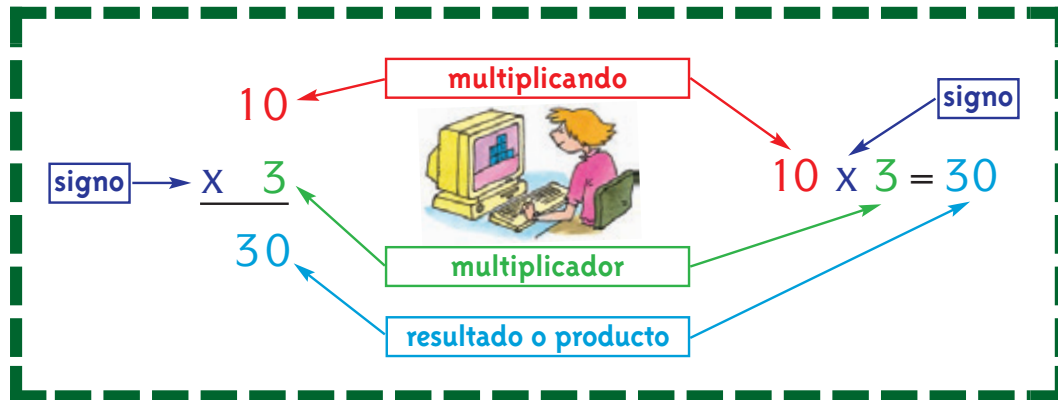 multiplicando
10
signo
signo
x 3
10 x 3 = 30
30
multiplicador
resultado o producto